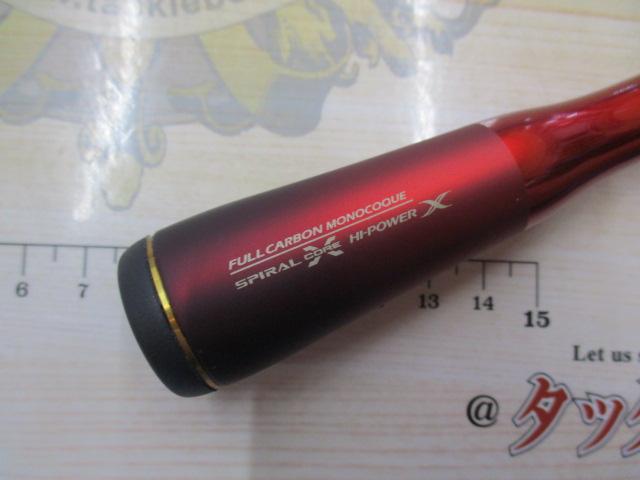 FULL CARBON MONOCOQUE
SPIRAL X CORE HI-POWER X
6 7 13 14 15
Let us
@ タッ